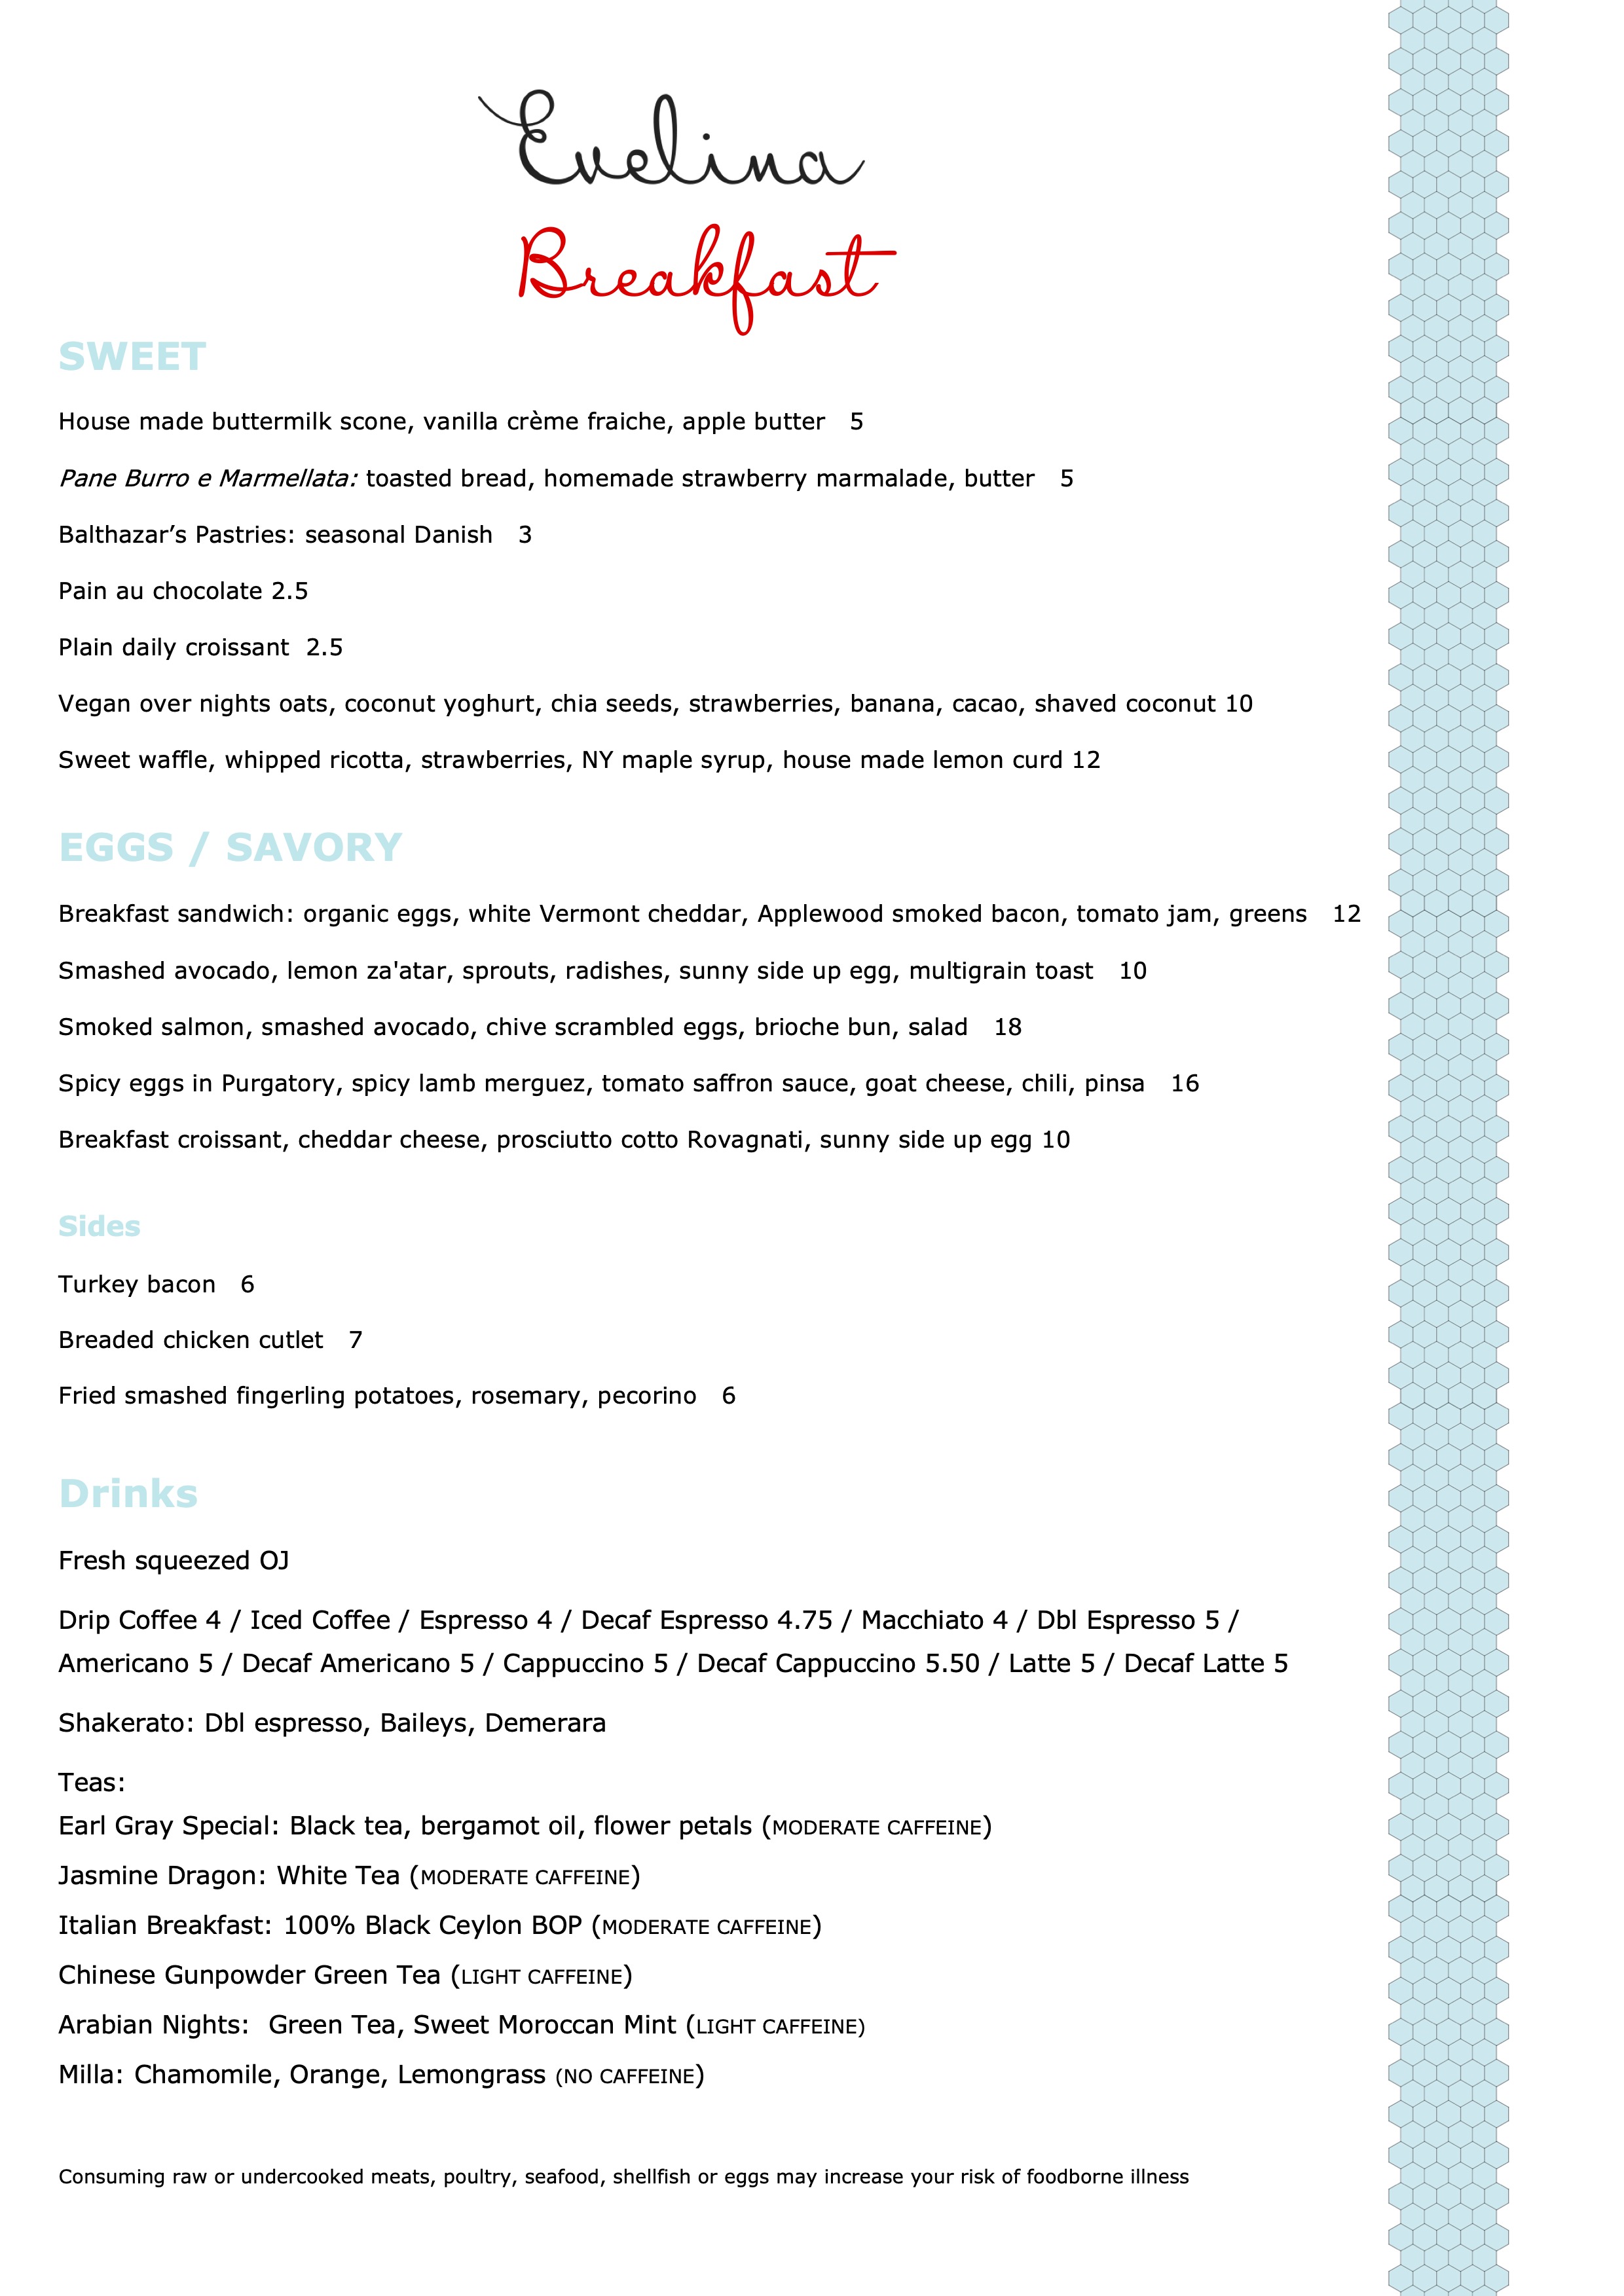 Evelina
Breakfast
SWEET
House made buttermilk scone, vanilla crème fraiche, apple butter 5
Pane Burro e Marmellata: toasted bread, homemade strawberry marmalade, butter 5
Balthazar’s Pastries: seasonal Danish 3
Pain au chocolate 2.5
Plain daily croissant 2.5
Vegan over nights oats, coconut yoghurt, chia seeds, strawberries, banana, cacao, shaved coconut 10
Sweet waffle, whipped ricotta, strawberries, NY maple syrup, house made lemon curd 12
EGGS / SAVORY
Breakfast sandwich: organic eggs, white Vermont cheddar, Applewood smoked bacon, tomato jam, greens 12
Smashed avocado, lemon za'atar, sprouts, radishes, sunny side up egg, multigrain toast 10
Smoked salmon, smashed avocado, chive scrambled eggs, brioche bun, salad 18
Spicy eggs in Purgatory, spicy lamb merguez, tomato saffron sauce, goat cheese, chili, pinsa 16
Breakfast croissant, cheddar cheese, prosciutto cotto Rovagnati, sunny side up egg 10
Sides
Turkey bacon 6
Breaded chicken cutlet 7
Fried smashed fingerling potatoes, rosemary, pecorino 6
Drinks
Fresh squeezed OJ
Drip Coffee 4 / Iced Coffee / Espresso 4 / Decaf Espresso 4.75 / Macchiato 4 / Dbl Espresso 5 /
Americano 5 / Decaf Americano 5 / Cappuccino 5 / Decaf Cappuccino 5.50 / Latte 5 / Decaf Latte 5
Shakerato: Dbl espresso, Baileys, Demerara
Teas:
Earl Gray Special: Black tea, bergamot oil, flower petals (MODERATE CAFFEINE)
Jasmine Dragon: White Tea (MODERATE CAFFEINE)
Italian Breakfast: 100% Black Ceylon BOP (MODERATE CAFFEINE)
Chinese Gunpowder Green Tea (LIGHT CAFFEINE)
Arabian Nights: Green Tea, Sweet Moroccan Mint (LIGHT CAFFEINE)
Milla: Chamomile, Orange, Lemongrass (NO CAFFEINE)
Consuming raw or undercooked meats, poultry, seafood, shellfish or eggs may increase your risk of foodborne illness